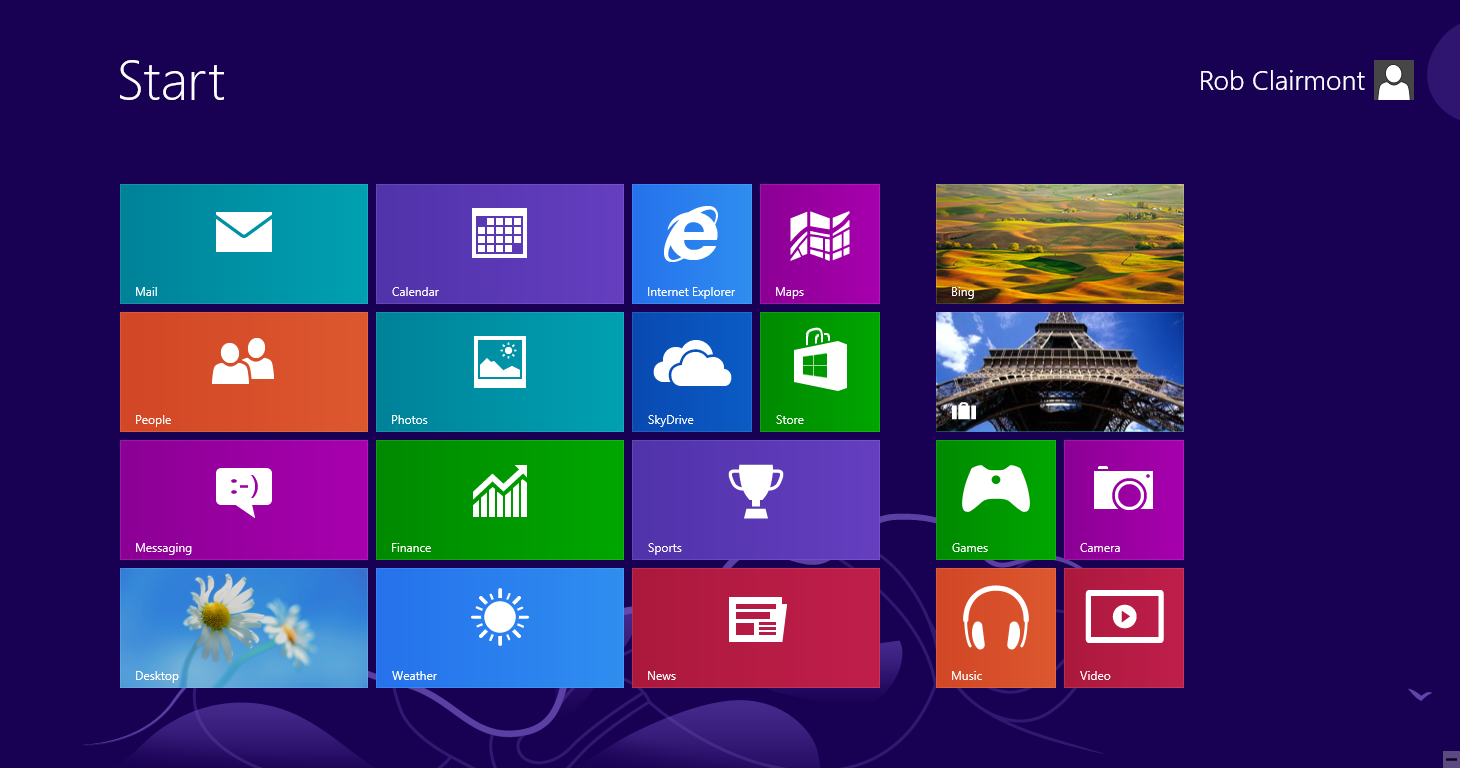 Start
Rob Clairmont
Mail
Calendar
Internet Explorer
Maps
Bing
People
Photos
SkyDrive
Store
Messaging
:-)
Finance
Sports
Games
Camera
Desktop
Weather
News
Music
Video